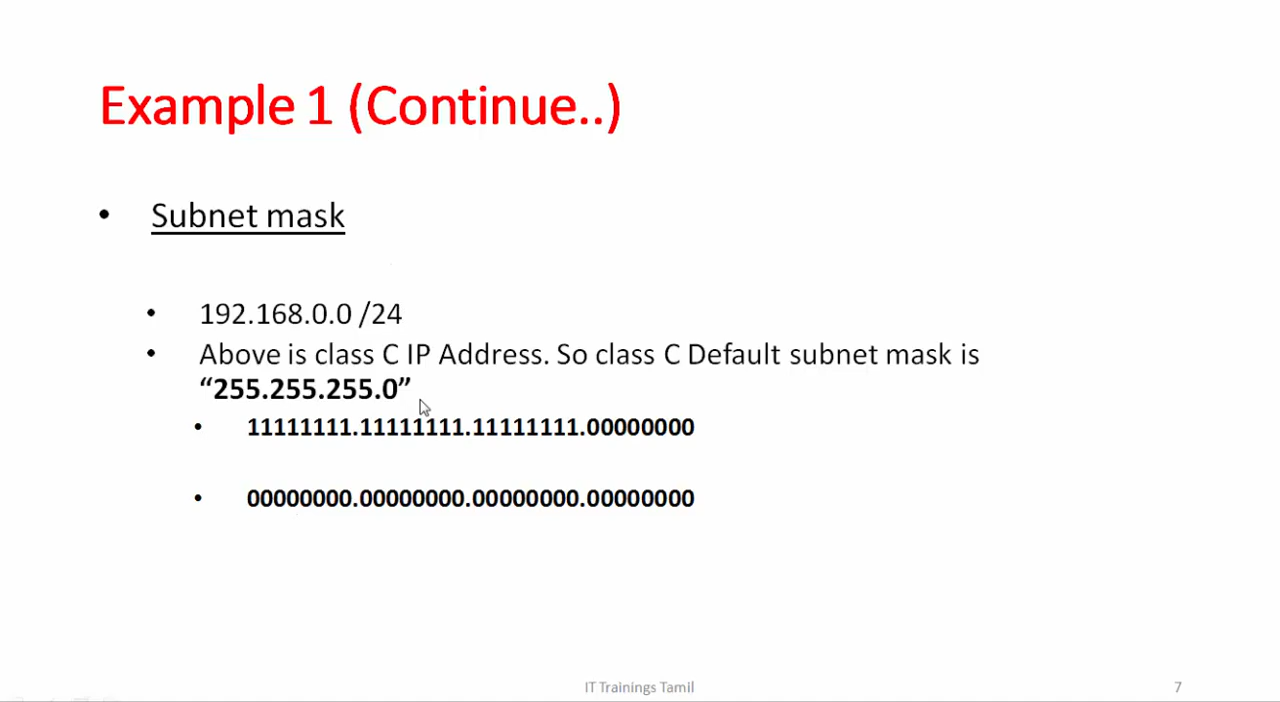 Example 1 (Continue..)
• Subnet mask
• 192.168.0.0 /24
• Above is class C IP Address. So class C Default subnet mask is
“255.255.255.0”
• 11111111.11111111.11111111.00000000
• 00000000.00000000.00000000.00000000
IT Trainings Tamil
7